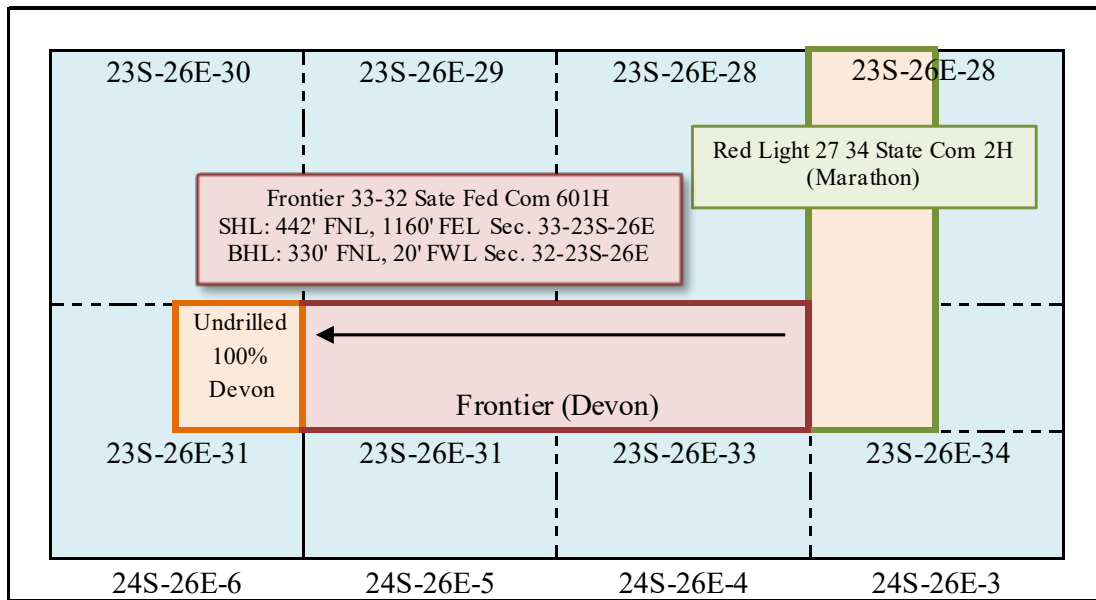 23S-26E-30
23S-26E-29
23S-26E-28
23S-26E-28
Red Light 27 34 State Com 2H
(Marathon)
Frontier 33-32 Sate Fed Com 601H
SHL: 442' FNL, 1160' FEL Sec. 33-23S-26E
BHL: 330' FNL, 20' FWL Sec. 32-23S-26E
Undrilled
100%
Devon
Frontier (Devon)
23S-26E-31
23S-26E-31
23S-26E-33
23S-26E-34
24S-26E-6
24S-26E-5
24S-26E-4
24S-26E-3